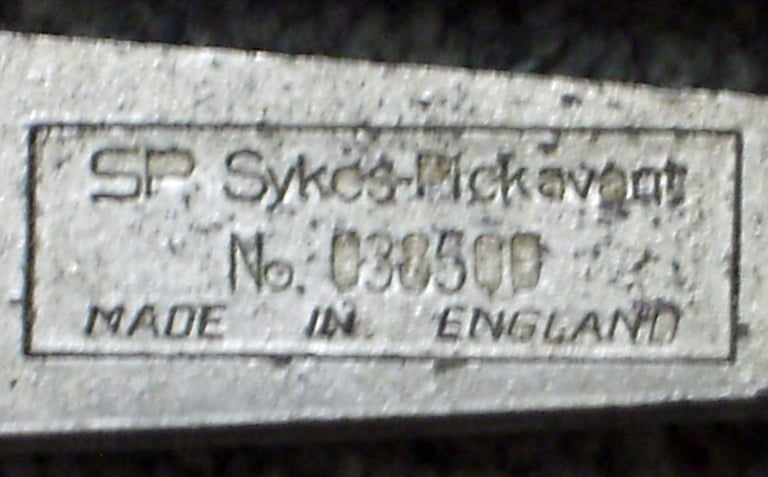 SP Sykes-Pickavant
No. 038500
MADE IN ENGLAND